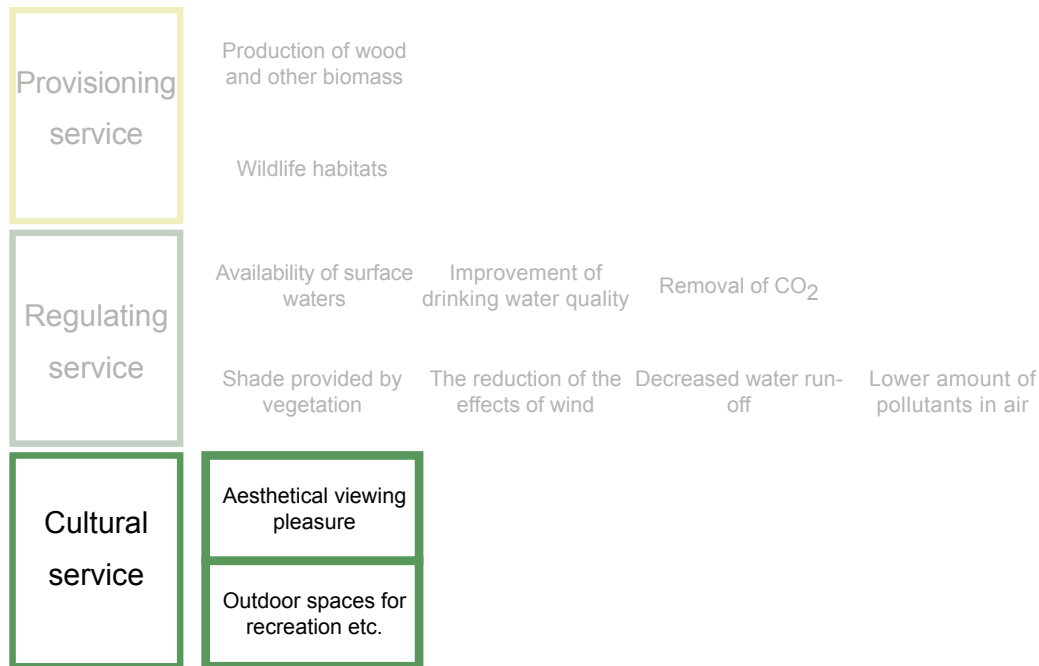 Provisioning
service
Production of wood
and other biomass
Wildlife habitats
Regulating
service
Availability of surface
waters
Improvement of
drinking water quality
Removal of CO2
Shade provided by
vegetation
The reduction of the
effects of wind
Decreased water run-
off
Lower amount of
pollutants in air
Cultural
service
Aesthetical viewing
pleasure
Outdoor spaces for
recreation etc.